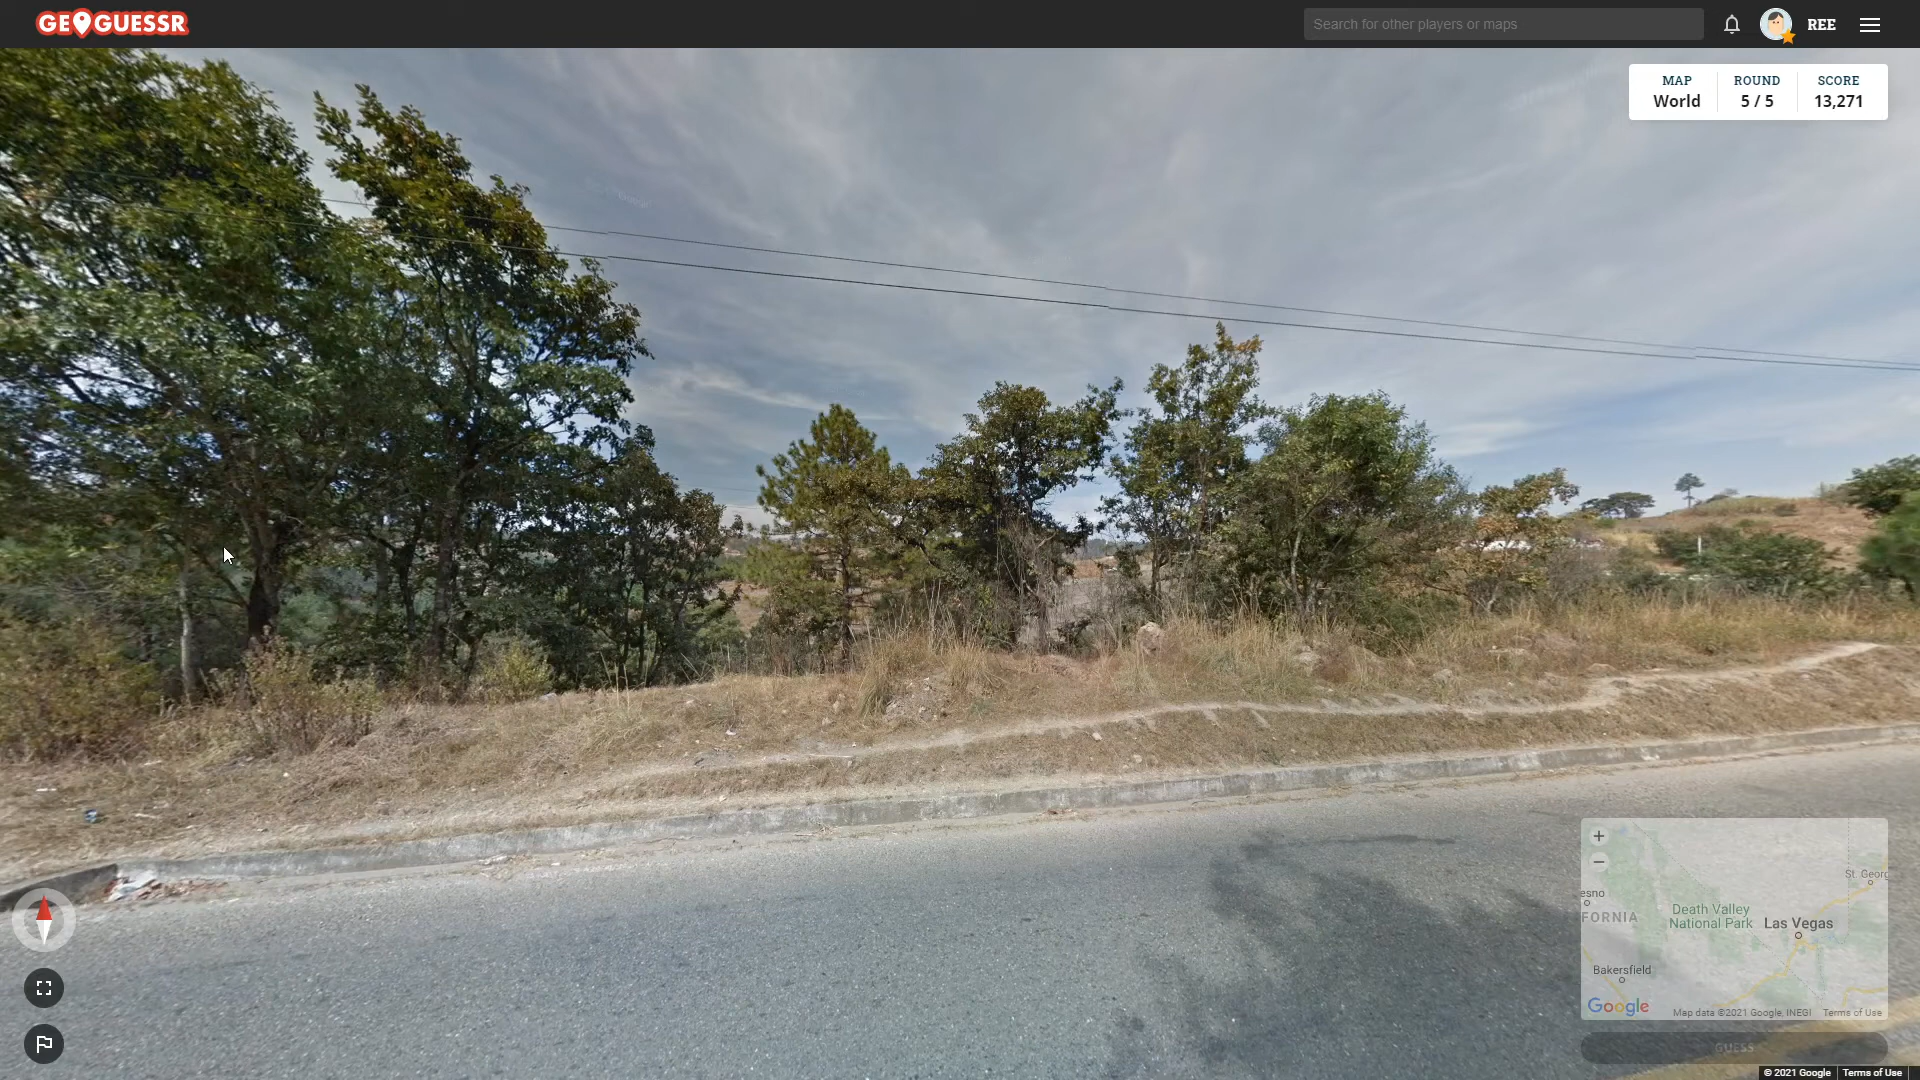 GEOGUESSR
Search for other players or maps
REE
MAP
World
ROUND
5 / 5
SCORE
13,271
St. Georg
esno
FORNIA
Death Valley
National Park
Las Vegas
Bakersfield
Google
Map data ©2021 Google, INEGI
Terms of Use
GUESS
© 2021 Google
Terms of Use